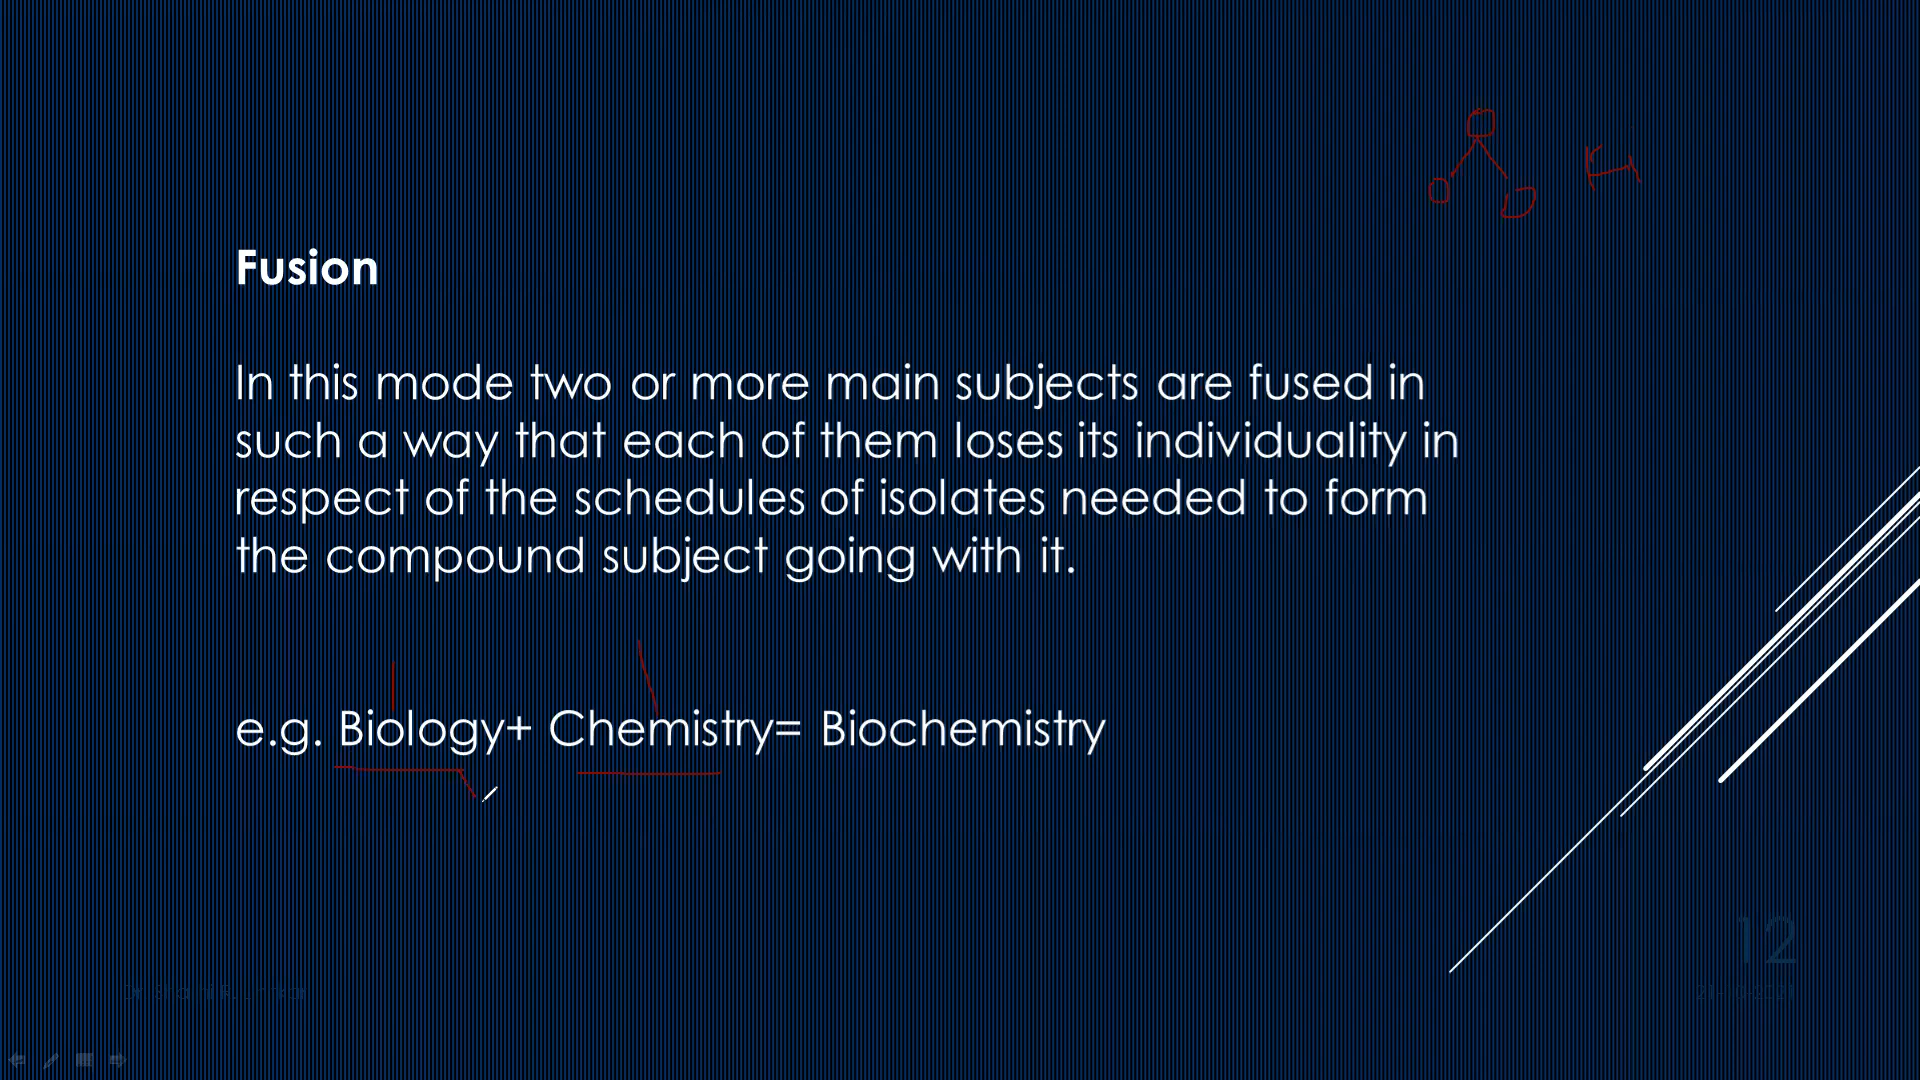 Fusion
In this mode two or more main subjects are fused in
such a way that each of them loses its individuality in
respect of the schedules of isolates needed to form
the compound subject going with it.
e.g. Biology+ Chemistry= Biochemistry
12